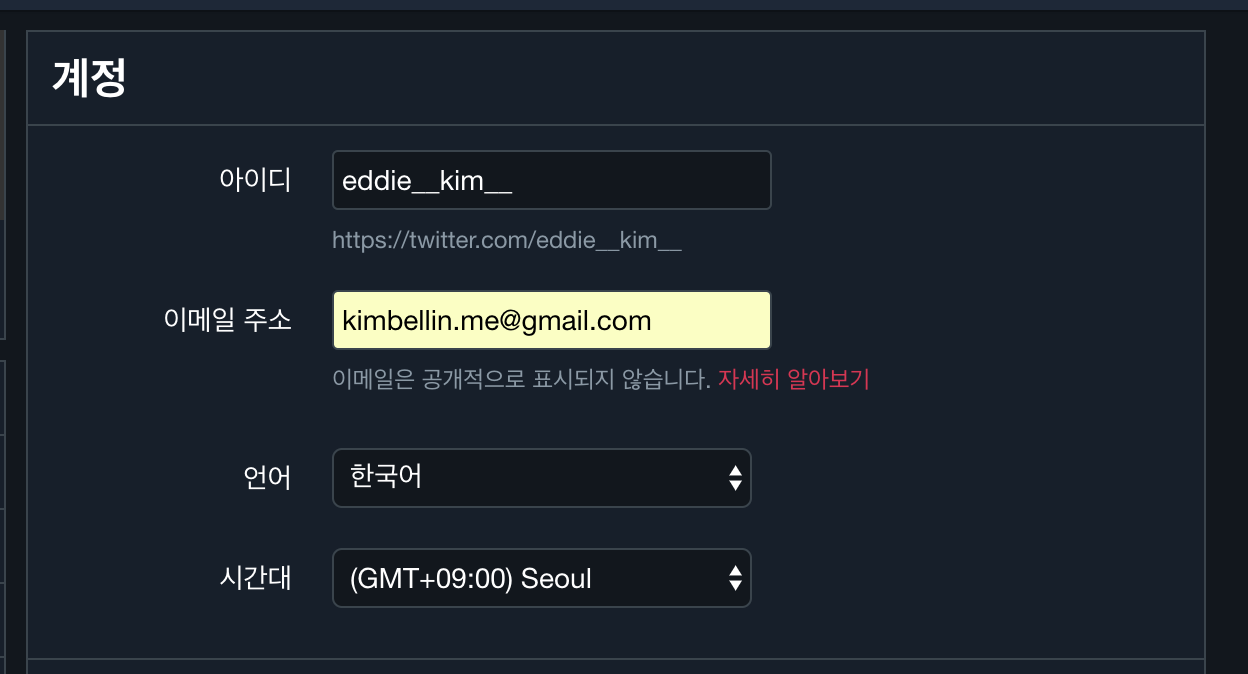 계정
아이디 eddie__kim__
https://twitter.com/eddie__kim__
이메일 주소 kimbellin.me@gmail.com
이메일은 공개적으로 표시되지 않습니다. 자세히 알아보기
언어 한국어
시간대 (GMT+09:00) Seoul